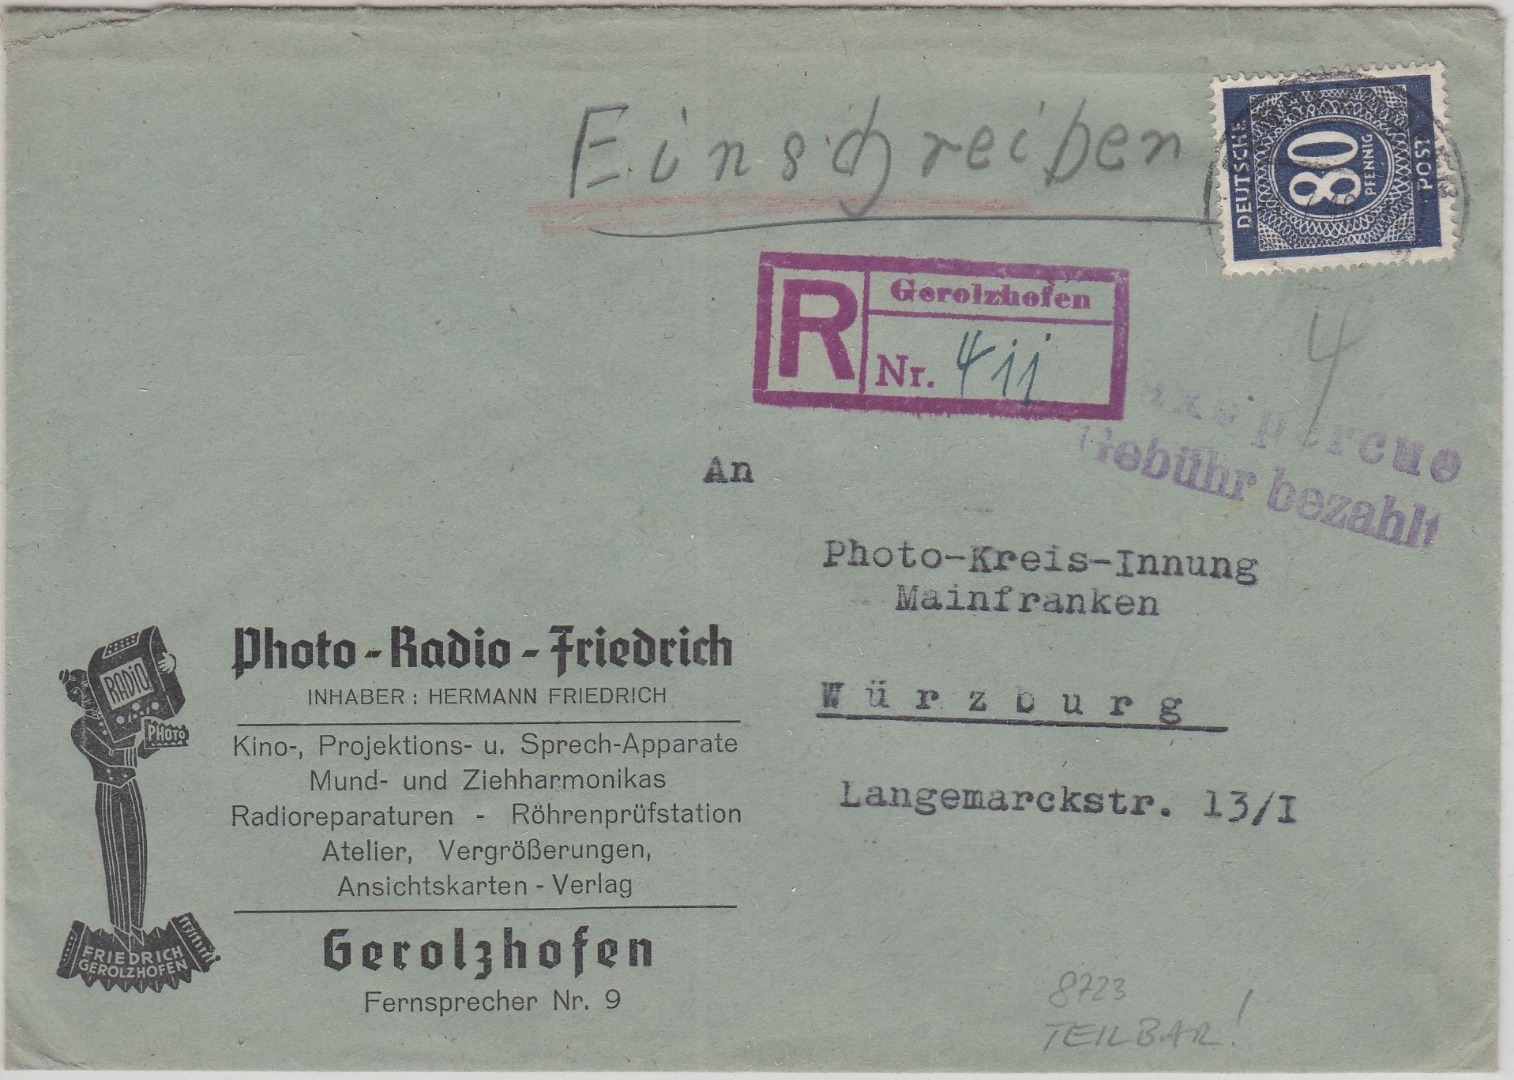 Einschreiben
DEUTSCHE
80
PFENNIG
POST
R
Gerolzhofen
Nr. 411
4
Taxe percue
Gebühr bezahlt
An
Photo-Kreis-Innung
Mainfranken
Würzburg
Langemarckstr. 13/I
RADIO
PHOTO
FRIEDRICH
GEROLZHOFEN
Photo-Radio-Friedrich
INHABER: HERMANN FRIEDRICH
Kino-, Projektions- u. Sprech-Apparate
Mund- und Ziehharmonikas
Radioreparaturen - Röhrenprüfstation
Atelier, Vergrößerungen,
Ansichtskarten - Verlag
Gerolzhofen
Fernsprecher Nr. 9
8723
TEILBAR!